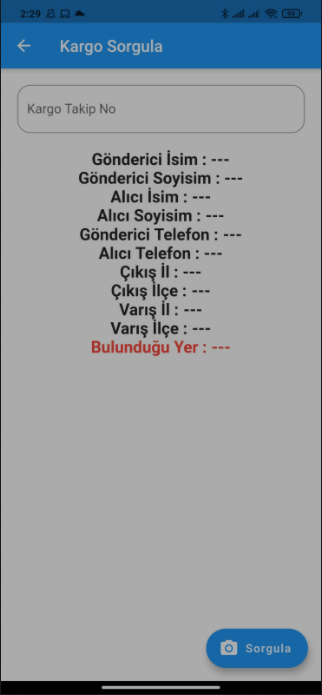 2:29
Kargo Sorgula
Kargo Takip No
Gönderici İsim : ---
Gönderici Soyisim : ---
Alıcı İsim : ---
Alıcı Soyisim : ---
Gönderici Telefon : ---
Alıcı Telefon : ---
Çıkış İl : ---
Çıkış İlçe : ---
Varış İl : ---
Varış İlçe : ---
Bulunduğu Yer : ---
Sorgula